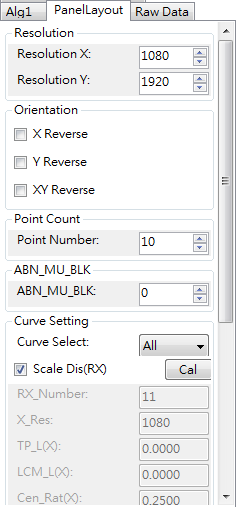 Alg1 PanelLayout Raw Data
Resolution
Resolution X: 1080
Resolution Y: 1920
Orientation
X Reverse
Y Reverse
XY Reverse
Point Count
Point Number: 10
ABN_MU_BLK
ABN_MU_BLK: 0
Curve Setting
Curve Select: All
Scale Dis(RX) Cal
RX_Number: 11
X_Res: 1080
TP_L(X): 0.0000
LCM_L(X): 0.0000
Cen_Rat(X): 0.2500